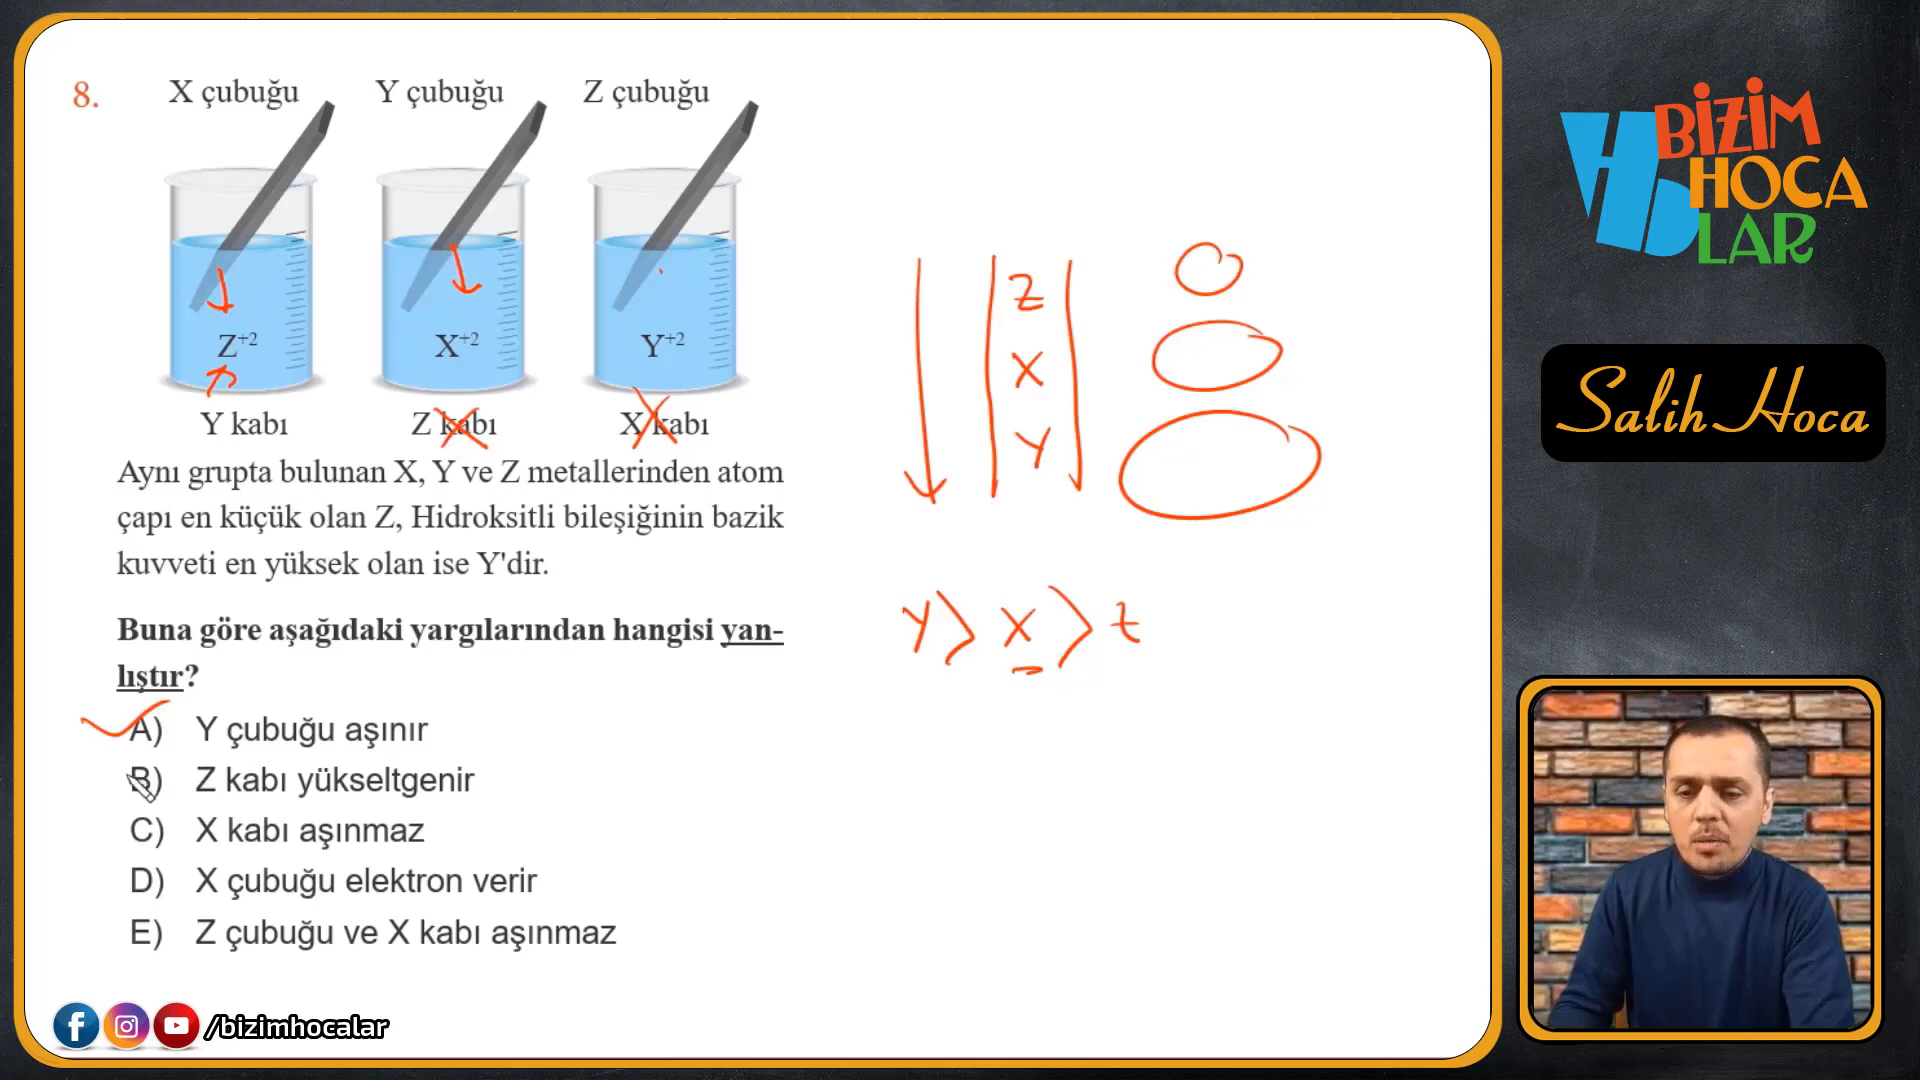 8.
X çubuğu Y çubuğu Z çubuğu
Z+2 X+2 Y+2
Y kabı Z kabı X kabı
Aynı grupta bulunan X, Y ve Z metallerinden atom
çapı en küçük olan Z, Hidroksitli bileşiğinin bazik
kuvveti en yüksek olan ise Y'dir.
Buna göre aşağıdaki yargılarından hangisi yan-
lıştır?
A) Y çubuğu aşınır
B) Z kabı yükseltgenir
C) X kabı aşınmaz
D) X çubuğu elektron verir
E) Z çubuğu ve X kabı aşınmaz
Z
X
Y
Y > X > Z
/bizimhocalar
BİZİM
HOCA
LAR
Salih Hoca